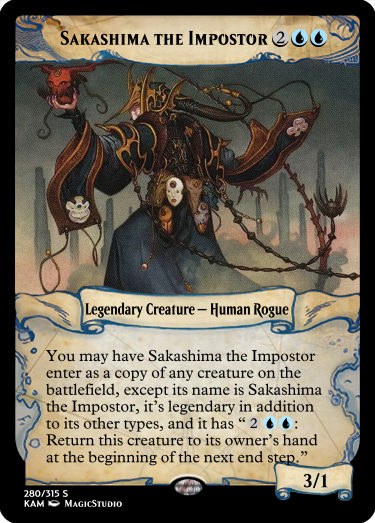 Sakashima the Impostor 2
Legendary Creature — Human Rogue
You may have Sakashima the Impostor
enter as a copy of any creature on the
battlefield, except its name is Sakashima
the Impostor, it's legendary in addition
to its other types, and it has “ 2 :
Return this creature to its owner's hand
at the beginning of the next end step.”
3/1
280/315 S
KAM MagicStudio